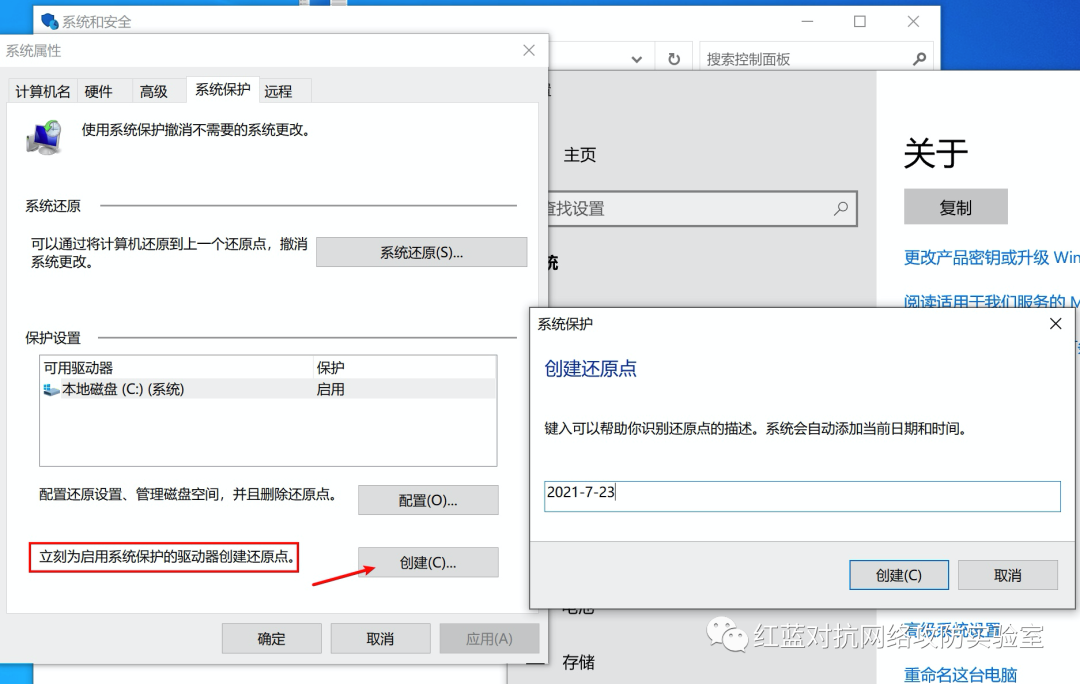 系统和安全
搜索控制面板
系统属性
计算机名 硬件 高级 系统保护 远程
使用系统保护撤消不需要的系统更改。
系统还原
可以通过将计算机还原到上一个还原点，撤消
系统更改。
系统还原(S)...
保护设置
可用驱动器 保护
本地磁盘 (C:) (系统) 启用
配置还原设置、管理磁盘空间，并且删除还原点。
配置(O)...
立刻为启用系统保护的驱动器创建还原点。
创建(C)...
确定 取消 应用(A)
主页
查找设置
统
存储
关于
复制
更改产品密钥或升级 Win
阅读适用于我们服务的 M
系统保护
创建还原点
键入可以帮助你识别还原点的描述。系统会自动添加当前日期和时间。
2021-7-23
创建(C) 取消
高级系统设置
重命名这台电脑
红蓝对抗网络攻防实验室